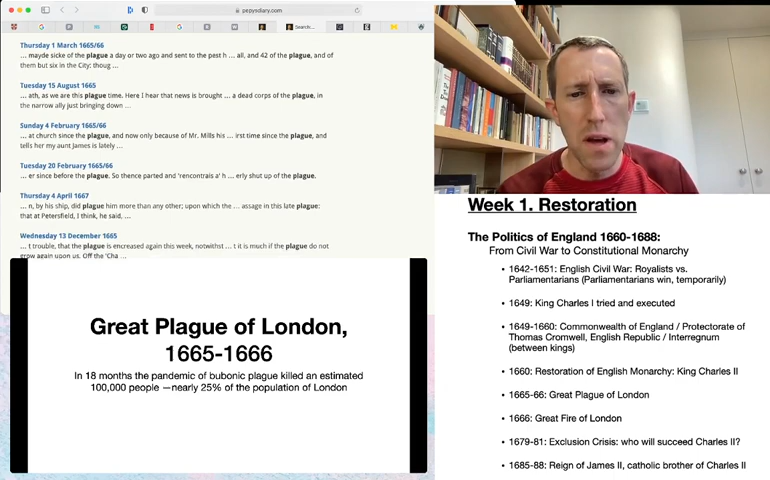 pepysdiary.com
Search…
Thursday 1 March 1665/66
… mayde sicke of the plague a day or two ago and sent to the pest h … all, and 42 of the plague, and of
them but six in the City; thoug …
Tuesday 15 August 1665
… ath, as we are this plague time. Here I hear that news is brought … a dead corps of the plague, in
the narrow ally just bringing down …
Sunday 4 February 1665/66
… at church since the plague, and now only because of Mr. Mills his … irst time since the plague, and
tells her my aunt James is lately …
Tuesday 20 February 1665/66
… er since before the plague. So thence parted and 'rencontrais a' h … erly shut up of the plague.
Thursday 4 April 1667
… n, by his ship, did plague him more than any other; upon which the … assage in this late plague:
that at Petersfield, I think, he said, …
Wednesday 13 December 1665
… t trouble, that the plague is encreased again this week, notwithst … t it is much if the plague do not
grow again upon us. Off the 'Cha …
Great Plague of London,
1665-1666
In 18 months the pandemic of bubonic plague killed an estimated
100,000 people —nearly 25% of the population of London
Week 1. Restoration
The Politics of England 1660-1688:
From Civil War to Constitutional Monarchy
• 1642-1651: English Civil War: Royalists vs.
Parliamentarians (Parliamentarians win, temporarily)
• 1649: King Charles I tried and executed
• 1649-1660: Commonwealth of England / Protectorate of
Thomas Cromwell, English Republic / Interregnum
(between kings)
• 1660: Restoration of English Monarchy: King Charles II
• 1665-66: Great Plague of London
• 1666: Great Fire of London
• 1679-81: Exclusion Crisis: who will succeed Charles II?
• 1685-88: Reign of James II, catholic brother of Charles II